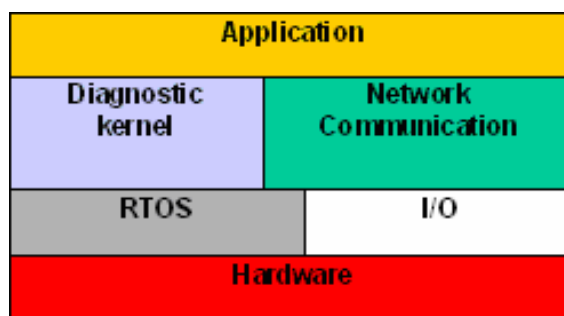 Application
Diagnostic
kernel
Network
Communication
RTOS
I/O
Hardware